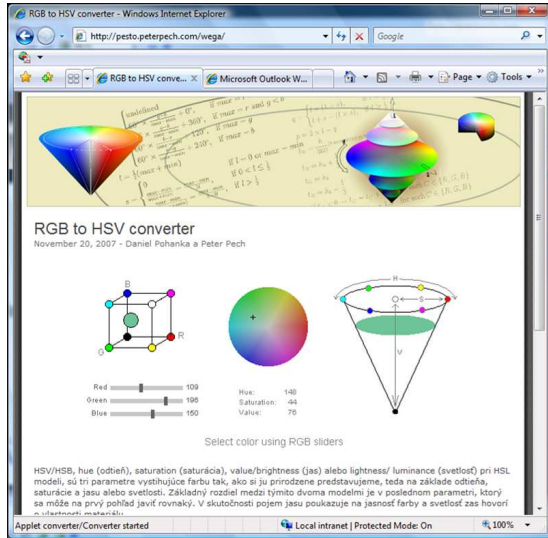 RGB to HSV converter - Windows Internet Explorer
http://pesto.peterpech.com/wega/
Google
RGB to HSV conve...
Microsoft Outlook W...
Page
Tools
undefined
RGB to HSV converter
November 20, 2007 - Daniel Pohanka a Peter Pech
B
R
G
H
S
V
Red 109
Green 196
Blue 150
Hue: 148
Saturation: 44
Value: 76
Select color using RGB sliders
HSV/HSB, hue (odtieň), saturation (saturácia), value/brightness (jas) alebo lightness/ luminance (svetlosť) pri HSL
modeli, sú tri parametre vystihujúce farbu tak, ako si ju prirodzene predstavujeme, teda na základe odtieňa,
saturácie a jasu alebo svetlosti. Základný rozdiel medzi týmito dvoma modelmi je v poslednom parametri, ktorý
sa môže na prvý pohľad javiť rovnaký. V skutočnosti pojem jasu poukazuje na jasnosť farby a svetlosť zas hovorí
o vlastnosti materiálu
Applet converter/Converter started
Local intranet | Protected Mode: On
100%